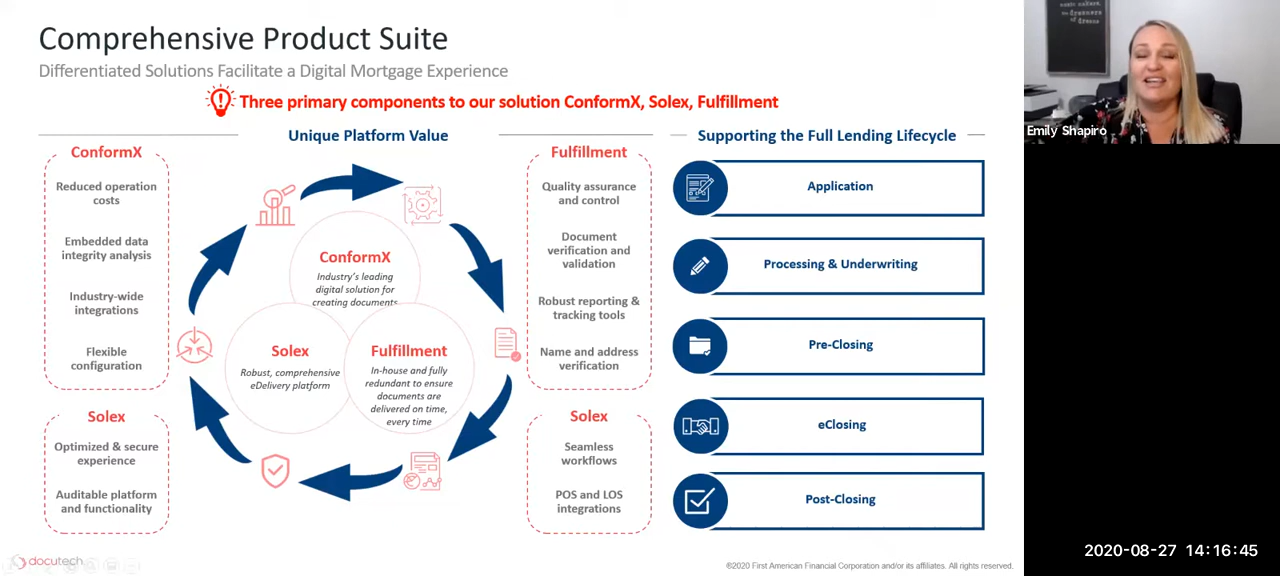 Comprehensive Product Suite
Differentiated Solutions Facilitate a Digital Mortgage Experience
Three primary components to our solution ConformX, Solex, Fulfillment
Unique Platform Value
ConformX
Reduced operation
costs
Embedded data
integrity analysis
Industry-wide
integrations
Flexible
configuration
Solex
Optimized & secure
experience
Auditable platform
and functionality
ConformX
Industry's leading
digital solution for
creating documents
Solex
Robust, comprehensive
eDelivery platform
Fulfillment
In-house and fully
redundant to ensure
documents are
delivered on time,
every time
Fulfillment
Quality assurance
and control
Document
verification and
validation
Robust reporting &
tracking tools
Name and address
verification
Solex
Seamless
workflows
POS and LOS
integrations
Supporting the Full Lending Lifecycle
Application
Processing & Underwriting
Pre-Closing
eClosing
Post-Closing
docutech
©2020 First American Financial Corporation and/or its affiliates. All rights reserved.
of dreams
Emily Shapiro
2020-08-27 14:16:45